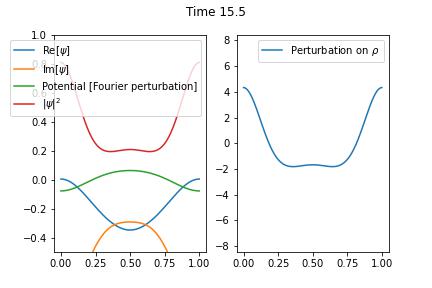 Time 15.5
1.0
0.8
0.6
0.4
0.2
0.0
−0.2
−0.4
Re[ψ]
Im[ψ]
Potential [Fourier perturbation]
|ψ|²
0.00 0.25 0.50 0.75 1.00
8
6
4
2
0
−2
−4
−6
−8
Perturbation on ρ
0.00 0.25 0.50 0.75 1.00